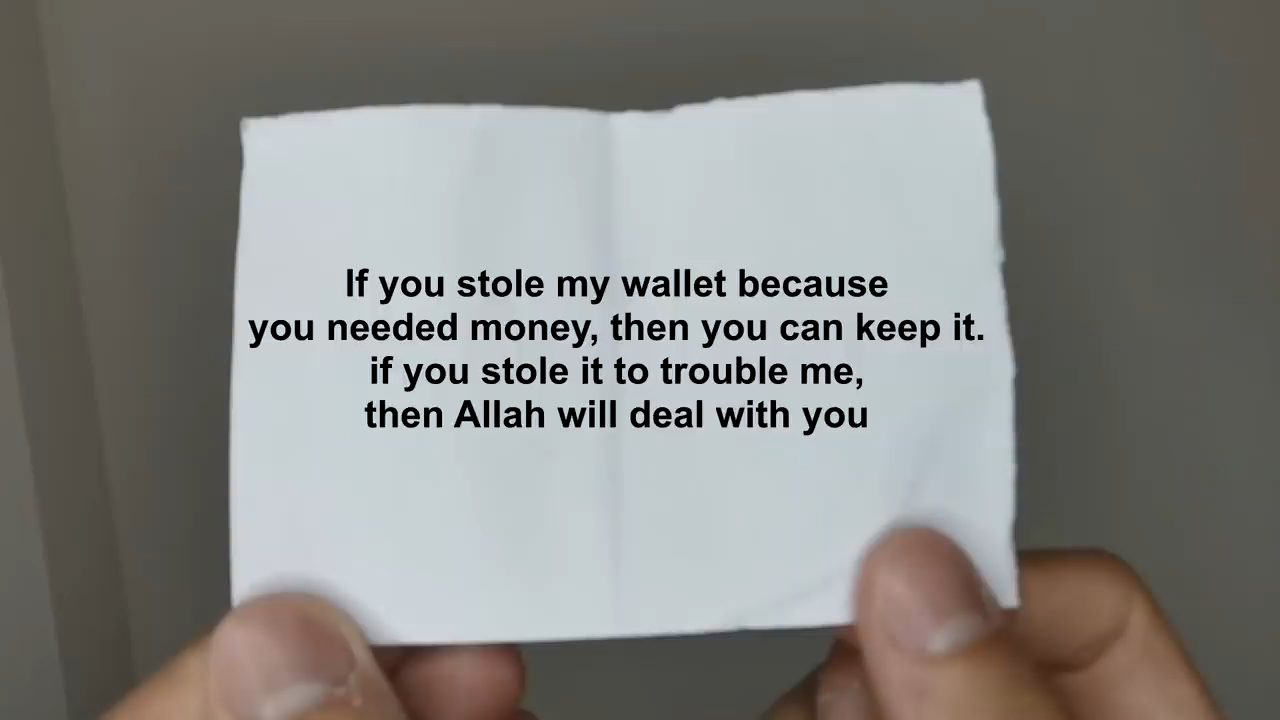 If you stole my wallet because
you needed money, then you can keep it.
if you stole it to trouble me,
then Allah will deal with you